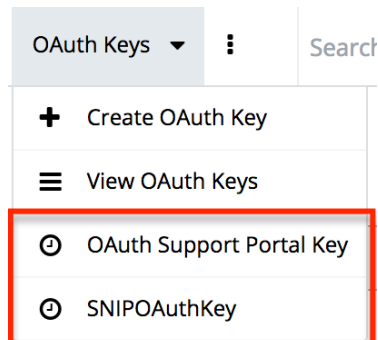 OAuth Keys
Search
Create OAuth Key
View OAuth Keys
OAuth Support Portal Key
SNIPOAuthKey